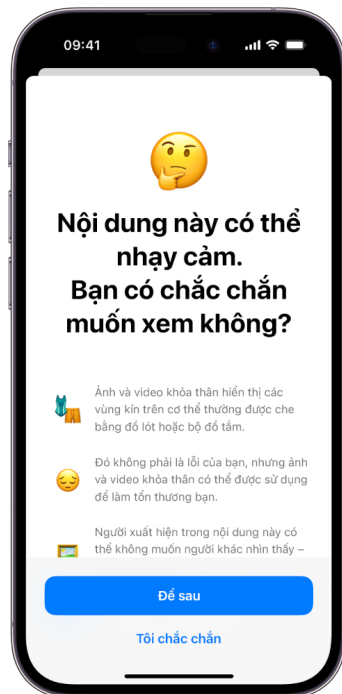 09:41
Nội dung này có thể
nhạy cảm.
Bạn có chắc chắn
muốn xem không?
Ảnh và video khỏa thân hiển thị các
vùng kín trên cơ thể thường được che
bằng đồ lót hoặc bộ đồ tắm.
Đó không phải là lỗi của bạn, nhưng ảnh
và video khỏa thân có thể được sử dụng
để làm tổn thương bạn.
Người xuất hiện trong nội dung này có
thể không muốn người khác nhìn thấy –
Để sau
Tôi chắc chắn